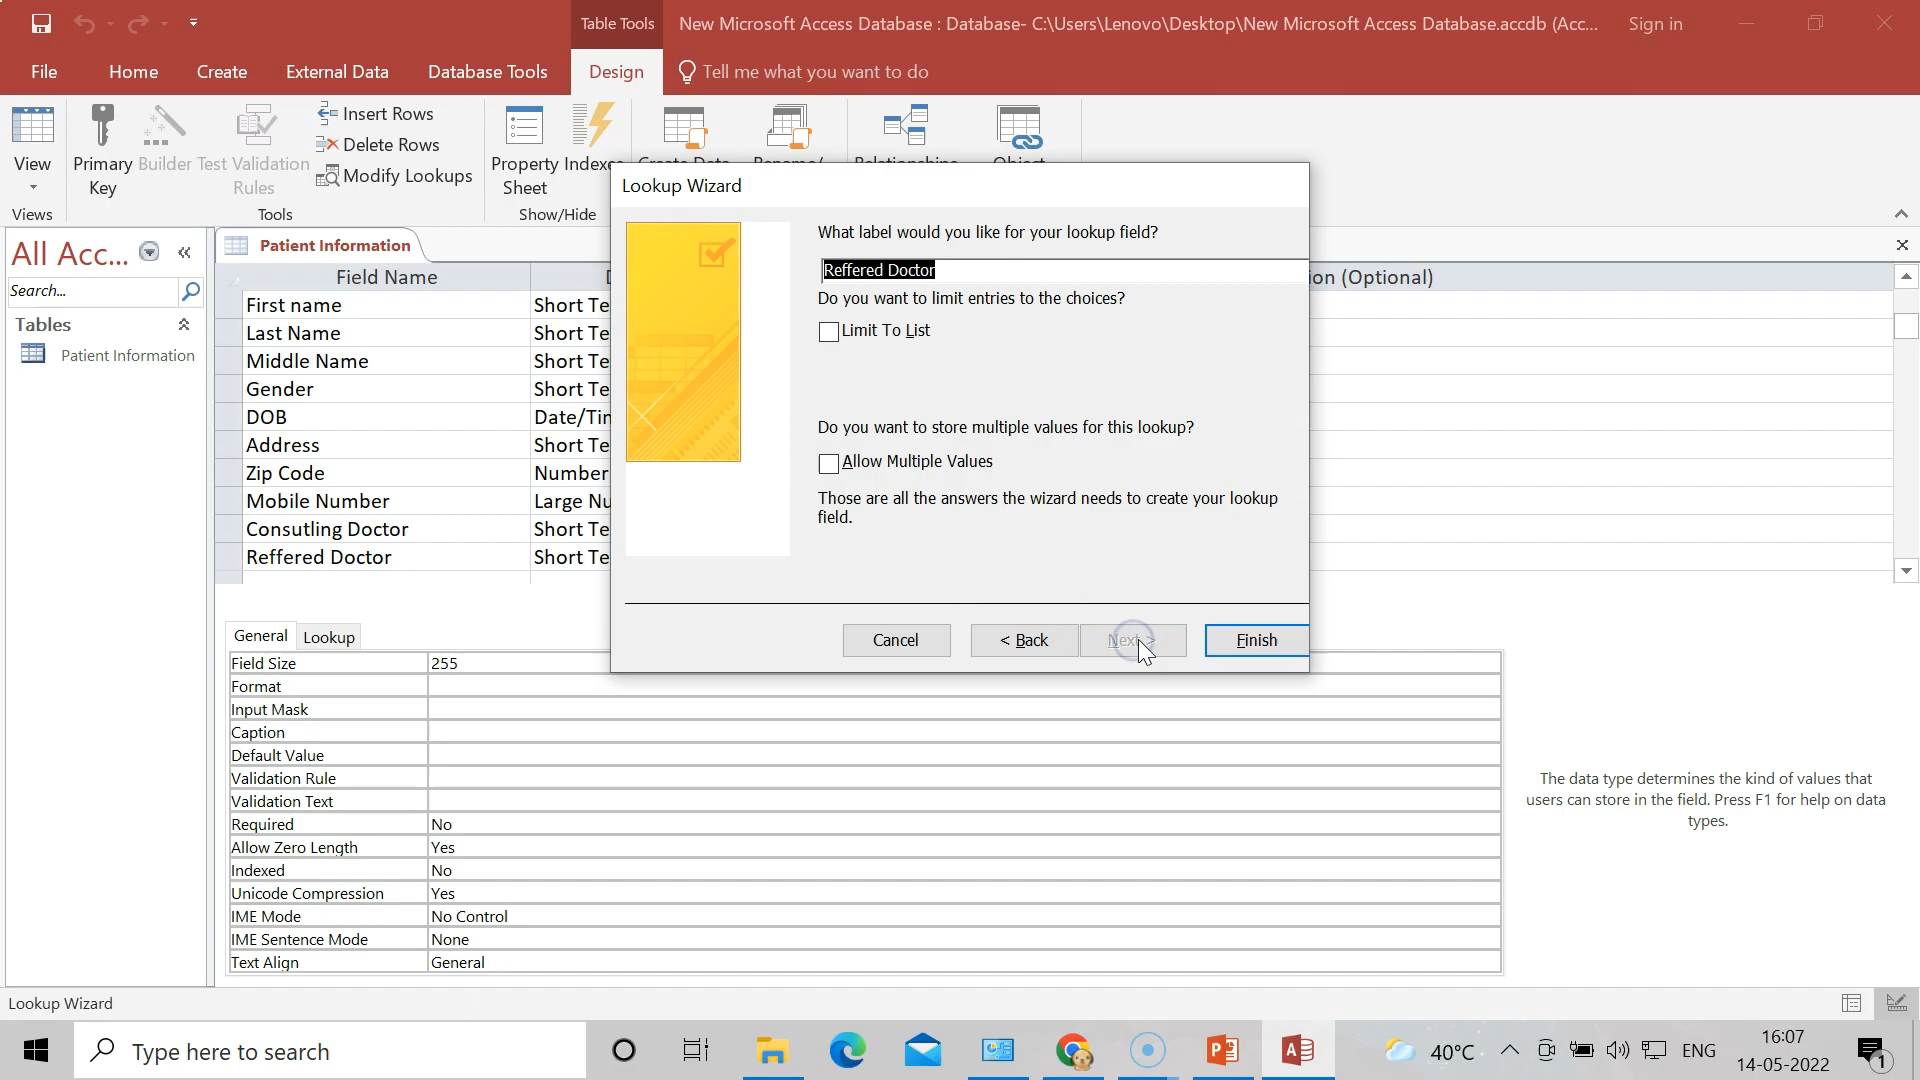 Table Tools
New Microsoft Access Database : Database- C:\Users\Lenovo\Desktop\New Microsoft Access Database.accdb (Acc...
Sign in
File
Home
Create
External Data
Database Tools
Design
Tell me what you want to do
View
Primary Key
Builder
Test Validation Rules
Insert Rows
Delete Rows
Modify Lookups
Property Sheet
Indexes
Views
Tools
Show/Hide
Lookup Wizard
What label would you like for your lookup field?
Reffered Doctor
Do you want to limit entries to the choices?
Limit To List
Do you want to store multiple values for this lookup?
Allow Multiple Values
Those are all the answers the wizard needs to create your lookup
field.
Cancel
< Back
Next >
Finish
All Acc...
Search...
Tables
Patient Information
Patient Information
Field Name
ion (Optional)
First name Short Te
Last Name Short Te
Middle Name Short Te
Gender Short Te
DOB Date/Tin
Address Short Te
Zip Code Number
Mobile Number Large Nu
Consutling Doctor Short Te
Reffered Doctor Short Te
General
Lookup
Field Size 255
Format
Input Mask
Caption
Default Value
Validation Rule
Validation Text
Required No
Allow Zero Length Yes
Indexed No
Unicode Compression Yes
IME Mode No Control
IME Sentence Mode None
Text Align General
The data type determines the kind of values that
users can store in the field. Press F1 for help on data
types.
Lookup Wizard
Type here to search
40°C
ENG
16:07
14-05-2022
1